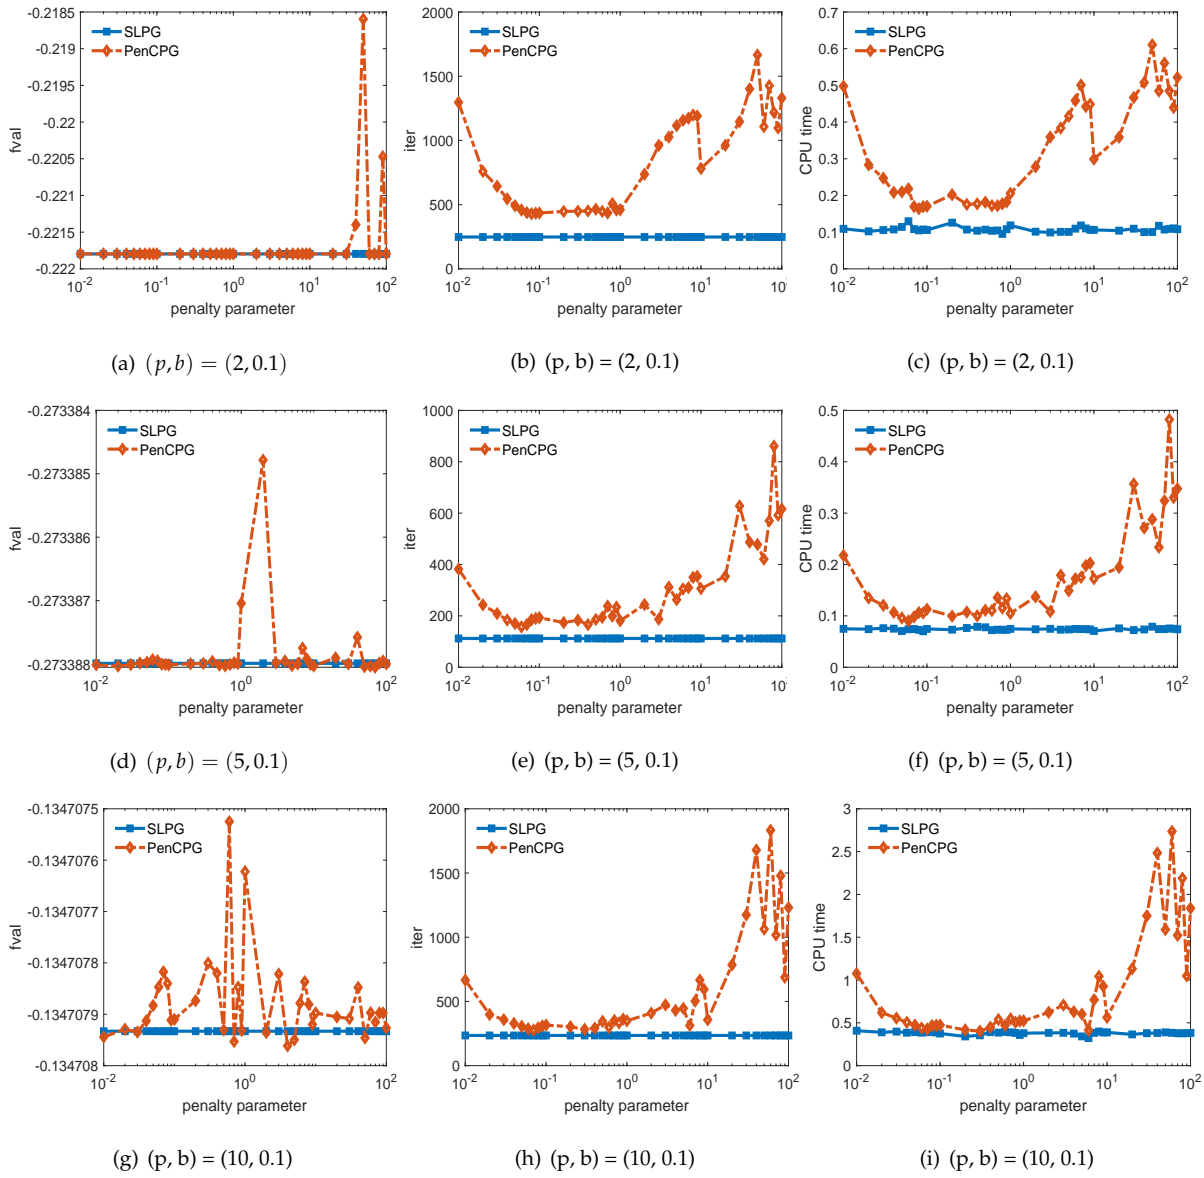 -0.2185
-0.219
-0.2195
-0.22
-0.2205
-0.221
-0.2215
-0.222
fval
SLPG
PenCPG
10^-2 10^-1 10^0 10^1 10^2
penalty parameter
(a) (p, b) = (2, 0.1)
2000
1500
1000
500
0
iter
SLPG
PenCPG
10^-2 10^-1 10^0 10^1 10^2
penalty parameter
(b) (p, b) = (2, 0.1)
0.7
0.6
0.5
0.4
0.3
0.2
0.1
0
CPU time
SLPG
PenCPG
10^-2 10^-1 10^0 10^1 10^2
penalty parameter
(c) (p, b) = (2, 0.1)
-0.273384
-0.273385
-0.273386
-0.273387
-0.273388
fval
SLPG
PenCPG
10^-2 10^0 10^2
penalty parameter
(d) (p, b) = (5, 0.1)
1000
800
600
400
200
0
iter
SLPG
PenCPG
10^-2 10^-1 10^0 10^1 10^2
penalty parameter
(e) (p, b) = (5, 0.1)
0.5
0.4
0.3
0.2
0.1
0
CPU time
SLPG
PenCPG
10^-2 10^-1 10^0 10^1 10^2
penalty parameter
(f) (p, b) = (5, 0.1)
-0.1347075
-0.1347076
-0.1347077
-0.1347078
-0.1347079
-0.134708
fval
SLPG
PenCPG
10^-2 10^0 10^2
penalty parameter
(g) (p, b) = (10, 0.1)
2000
1500
1000
500
0
iter
SLPG
PenCPG
10^-2 10^-1 10^0 10^1 10^2
penalty parameter
(h) (p, b) = (10, 0.1)
3
2.5
2
1.5
1
0.5
0
CPU time
SLPG
PenCPG
10^-2 10^-1 10^0 10^1 10^2
penalty parameter
(i) (p, b) = (10, 0.1)